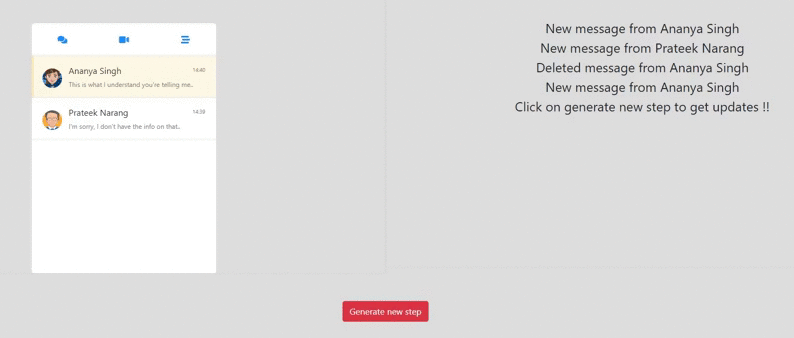 Ananya Singh
14:40
This is what I understand you're telling me..
Prateek Narang
14:39
I'm sorry, I don't have the info on that..
New message from Ananya Singh
New message from Prateek Narang
Deleted message from Ananya Singh
New message from Ananya Singh
Click on generate new step to get updates !!
Generate new step